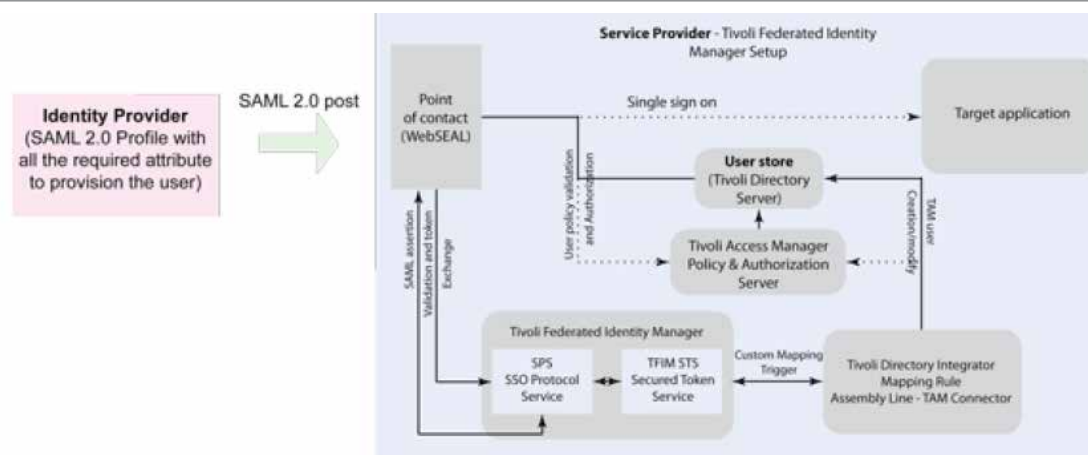 Service Provider - Tivoli Federated Identity
Manager Setup
Identity Provider
(SAML 2.0 Profile with
all the required attribute
to provision the user)
SAML 2.0 post
Point
of contact
(WebSEAL)
Single sign on
Target application
User store
(Tivoli Directory
Server)
User policy validation
and Authorization
TAM user
Creation/modify
Tivoli Access Manager
Policy & Authorization
Server
SAML assertion
Validation and token
Exchange
Tivoli Federated Identity Manager
SPS
SSO Protocol
Service
TFIM STS
Secured Token
Service
Custom Mapping
Trigger
Tivoli Directory Integrator
Mapping Rule
Assembly Line - TAM Connector